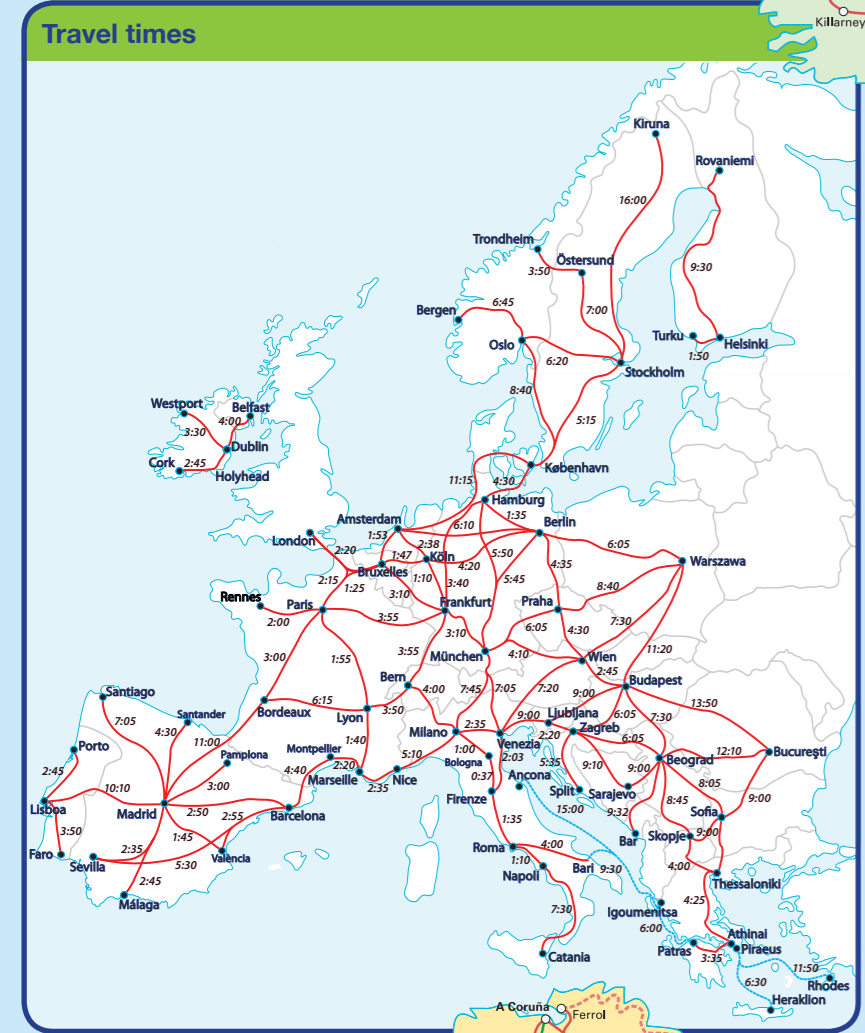 Travel times
Killarney
Kiruna
Rovaniemi
16:00
Trondheim
Östersund
3:50
9:30
7:00
Bergen
6:45
Oslo
Turku
Helsinki
1:50
6:20
Stockholm
8:40
5:15
Westport
Belfast
4:00
3:30
Dublin
Cork
2:45
Holyhead
København
11:15
4:30
Hamburg
1:35
Amsterdam
6:10
Berlin
London
1:53
2:38
2:20
1:47
Köln
5:50
6:05
Bruxelles
4:20
4:35
Warszawa
2:15
1:25
1:10
3:40
5:45
8:40
3:10
Rennes
Paris
Frankfurt
Praha
2:00
3:55
7:30
3:10
6:05
4:30
11:20
3:00
1:55
3:55
München
4:10
Wien
2:45
Bern
Budapest
Santiago
4:00
7:45
7:05
7:20
9:00
13:50
6:15
3:50
Santander
Bordeaux
Lyon
9:00
Ljubljana
6:05
7:30
7:05
4:30
Milano
2:35
2:20
Zagreb
6:05
Porto
11:00
Pamplona
Montpellier
1:40
5:10
1:00
Venezia
12:10
Bucureşti
2:45
4:40
2:20
Bologna
2:03
5:35
9:10
Beograd
Marseille
Nice
0:37
Ancona
8:05
10:10
3:00
2:35
Firenze
Split
Sarajevo
8:45
9:00
Lisboa
Madrid
2:50
2:55
Barcelona
15:00
9:32
Sofia
3:50
1:45
1:35
Bar
Skopje
9:00
Faro
2:35
Valencia
Roma
4:00
Sevilla
5:30
1:10
Bari
9:30
4:00
2:45
Napoli
Thessaloniki
Málaga
7:30
Igoumenitsa
4:25
6:00
Athinai
Patras
Piraeus
3:35
Catania
11:50
6:30
Rhodes
Heraklion
A Coruña
Ferrol